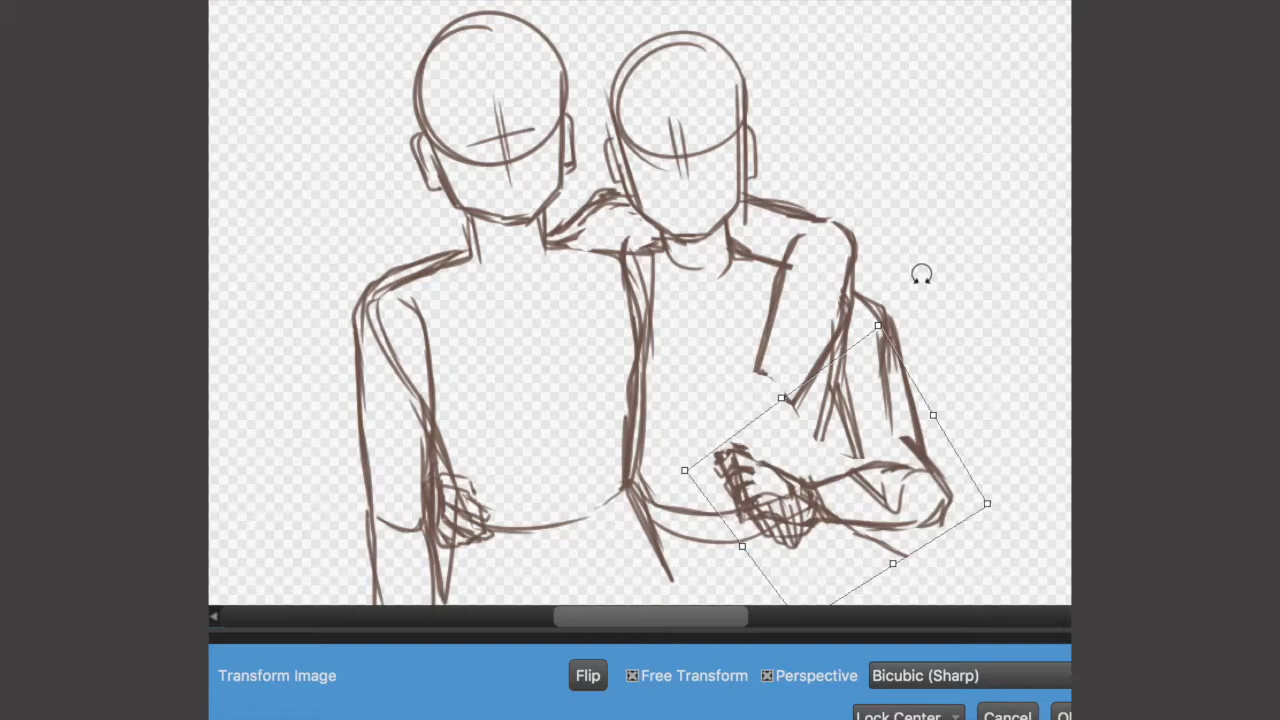 Transform Image Flip Free Transform Perspective Bicubic (Sharp)
Lock Center Cancel